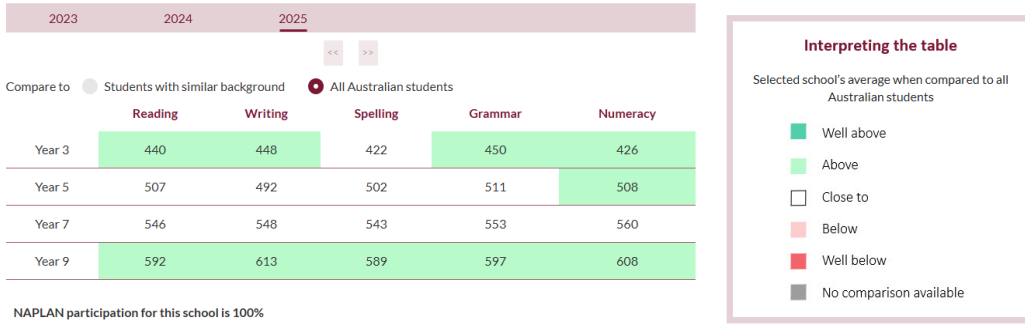 2023 2024 2025
<< >>
Compare to Students with similar background All Australian students
Reading Writing Spelling Grammar Numeracy
Year 3 440 448 422 450 426
Year 5 507 492 502 511 508
Year 7 546 548 543 553 560
Year 9 592 613 589 597 608
NAPLAN participation for this school is 100%
Interpreting the table
Selected school's average when compared to all
Australian students
Well above
Above
Close to
Below
Well below
No comparison available